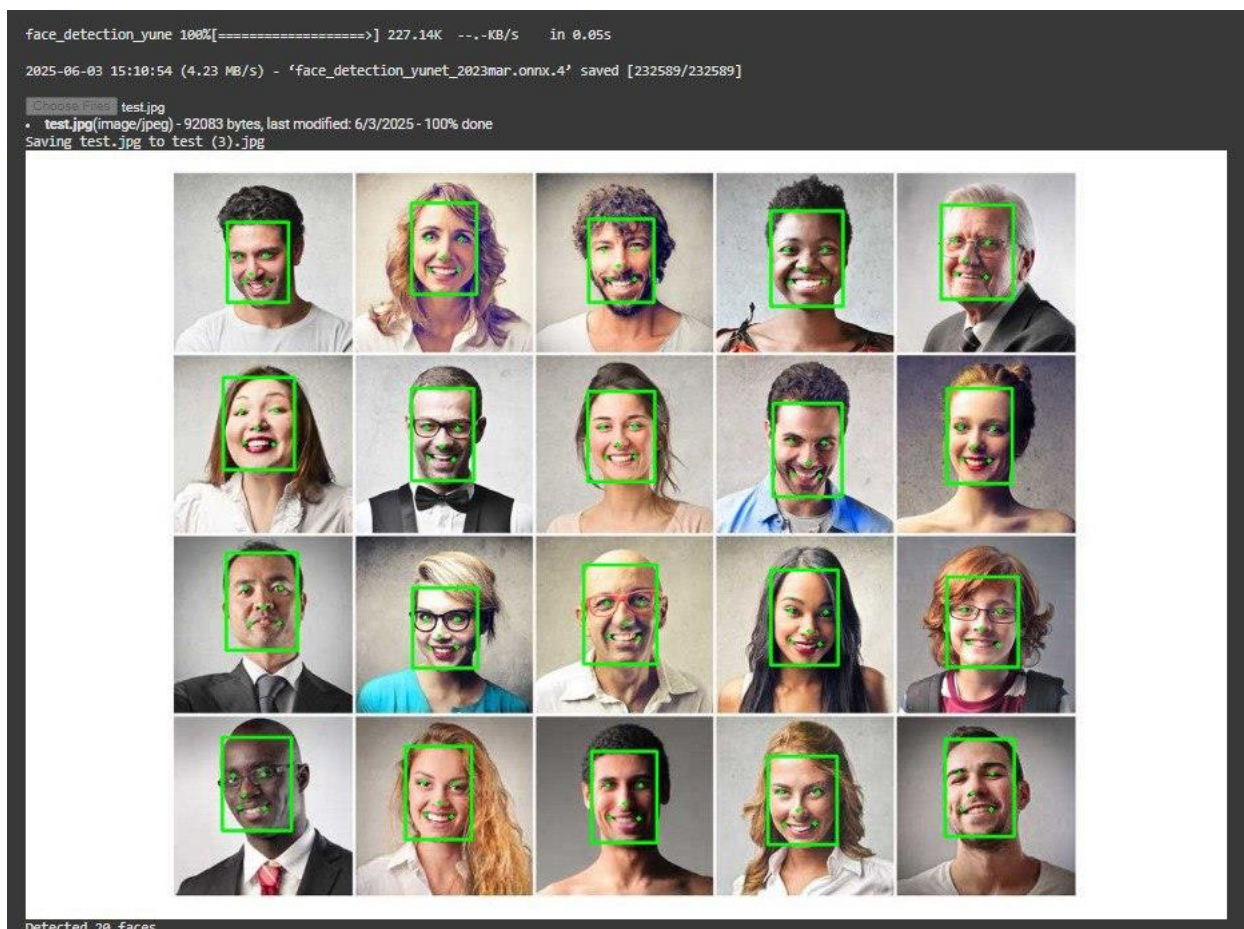 face_detection_yune 100%[===================>] 227.14K  --.-KB/s    in 0.05s
2025-06-03 15:10:54 (4.23 MB/s) - ‘face_detection_yunet_2023mar.onnx.4’ saved [232589/232589]
Choose Files test.jpg
• test.jpg(image/jpeg) - 92083 bytes, last modified: 6/3/2025 - 100% done
Saving test.jpg to test (3).jpg
Detected 20 faces